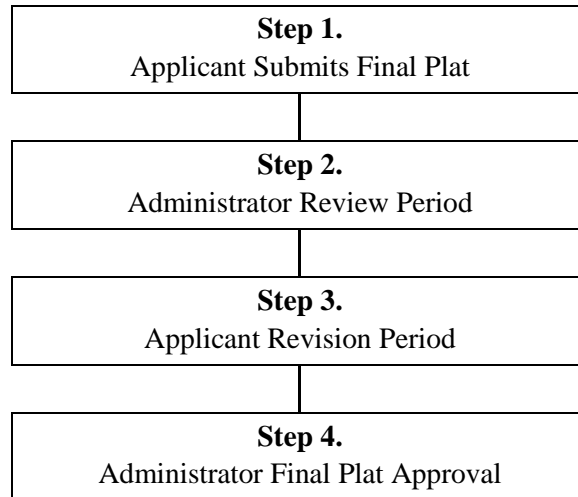 Step 1.
Applicant Submits Final Plat
Step 2.
Administrator Review Period
Step 3.
Applicant Revision Period
Step 4.
Administrator Final Plat Approval